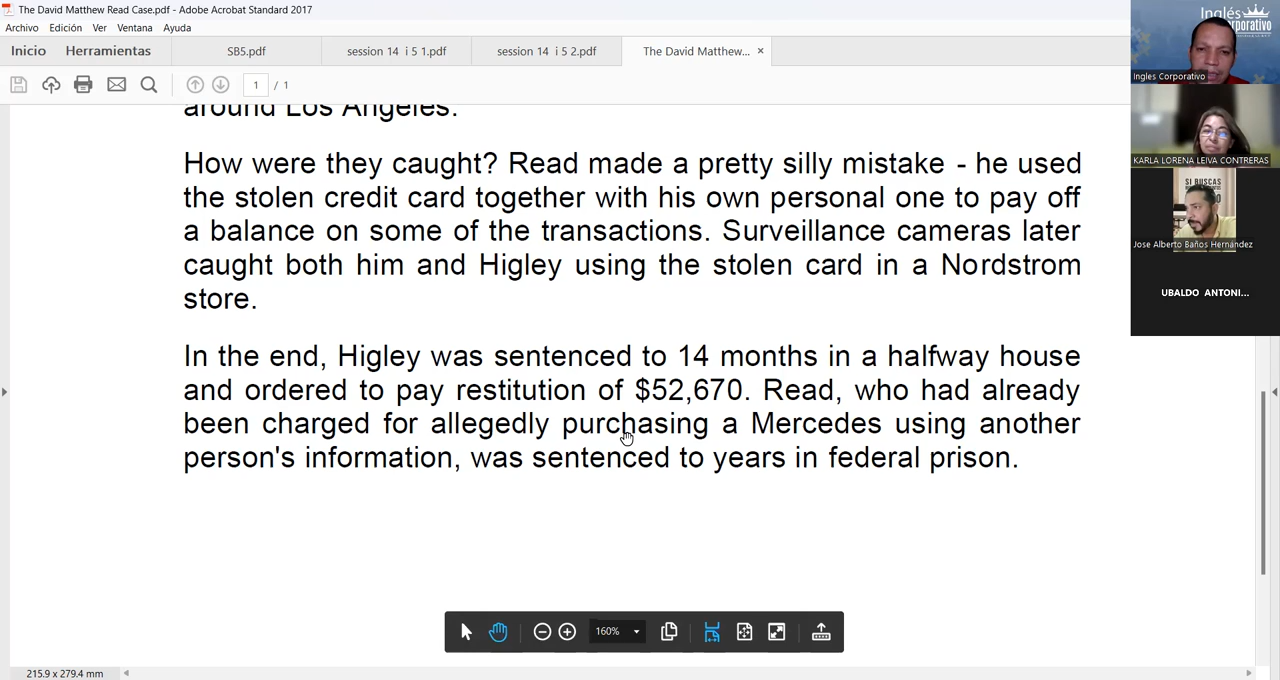 The David Matthew Read Case.pdf - Adobe Acrobat Standard 2017
Archivo Edición Ver Ventana Ayuda
Inicio Herramientas SB5.pdf session 14 i 5 1.pdf session 14 i 5 2.pdf The David Matthew... ×
1 / 1
around Los Angeles.
How were they caught? Read made a pretty silly mistake - he used
the stolen credit card together with his own personal one to pay off
a balance on some of the transactions. Surveillance cameras later
caught both him and Higley using the stolen card in a Nordstrom
store.
In the end, Higley was sentenced to 14 months in a halfway house
and ordered to pay restitution of $52,670. Read, who had already
been charged for allegedly purchasing a Mercedes using another
person's information, was sentenced to years in federal prison.
160%
215.9 x 279.4 mm
Inglés
Corporativo
Ingles Corporativo
KARLA LORENA LEIVA CONTRERAS
SI BUSCAS
Jose Alberto Baños Hernández
UBALDO ANTONI...